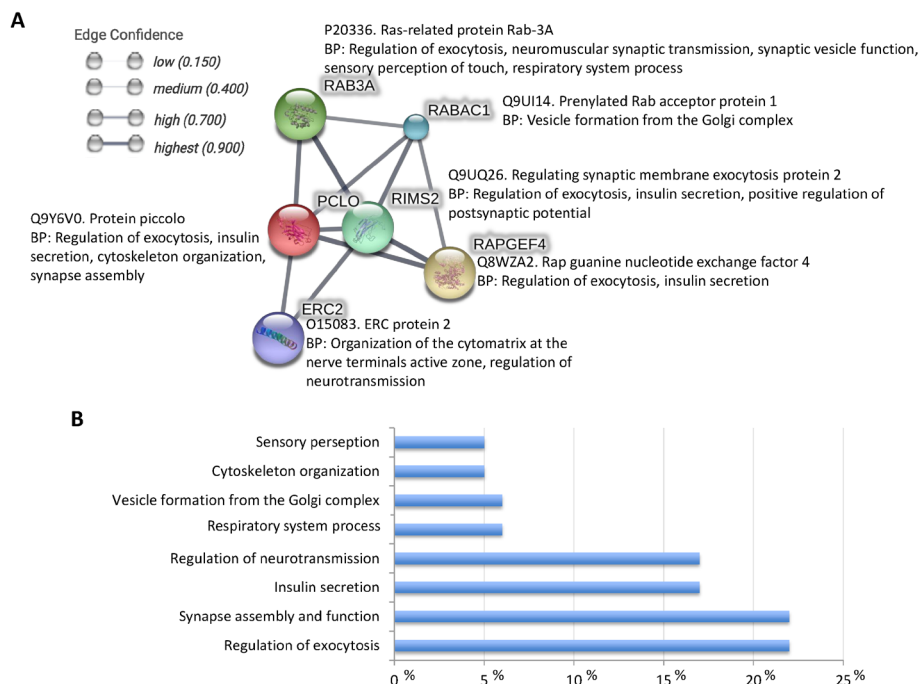 A
Edge Confidence
low (0.150)
medium (0.400)
high (0.700)
highest (0.900)
P20336. Ras-related protein Rab-3A
BP: Regulation of exocytosis, neuromuscular synaptic transmission, synaptic vesicle function,
sensory perception of touch, respiratory system process
RAB3A
RABAC1
Q9UI14. Prenylated Rab acceptor protein 1
BP: Vesicle formation from the Golgi complex
Q9UQ26. Regulating synaptic membrane exocytosis protein 2
BP: Regulation of exocytosis, insulin secretion, positive regulation of
postsynaptic potential
PCLO
RIMS2
Q9Y6V0. Protein piccolo
BP: Regulation of exocytosis, insulin
secretion, cytoskeleton organization,
synapse assembly
RAPGEF4
Q8WZA2. Rap guanine nucleotide exchange factor 4
BP: Regulation of exocytosis, insulin secretion
ERC2
O15083. ERC protein 2
BP: Organization of the cytomatrix at the
nerve terminals active zone, regulation of
neurotransmission
B
Sensory perseption
Cytoskeleton organization
Vesicle formation from the Golgi complex
Respiratory system process
Regulation of neurotransmission
Insulin secretion
Synapse assembly and function
Regulation of exocytosis
0 % 5 % 10 % 15 % 20 % 25 %